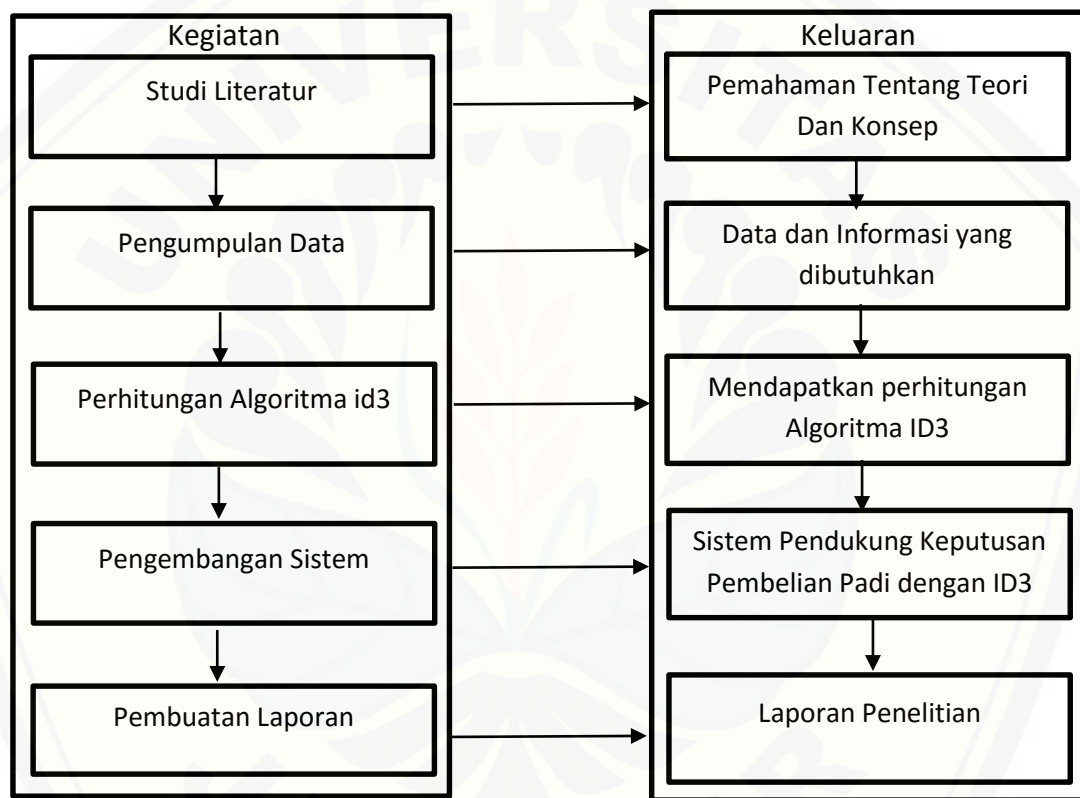 Kegiatan
Studi Literatur
Pengumpulan Data
Perhitungan Algoritma id3
Pengembangan Sistem
Pembuatan Laporan
Keluaran
Pemahaman Tentang Teori
Dan Konsep
Data dan Informasi yang
dibutuhkan
Mendapatkan perhitungan
Algoritma ID3
Sistem Pendukung Keputusan
Pembelian Padi dengan ID3
Laporan Penelitian
UNIVERSITA